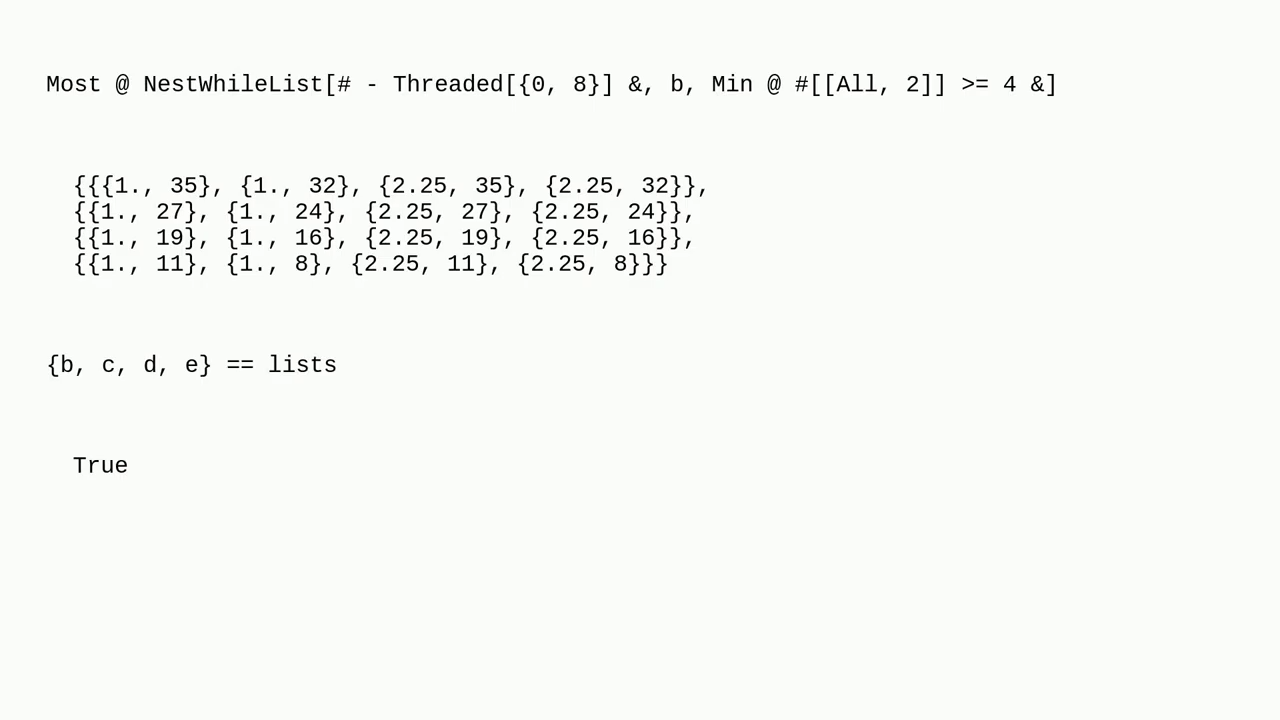 Most @ NestWhileList[# - Threaded[{0, 8}] &, b, Min @ #[[All, 2]] >= 4 &]
{{{1., 35}, {1., 32}, {2.25, 35}, {2.25, 32}},
{{1., 27}, {1., 24}, {2.25, 27}, {2.25, 24}},
{{1., 19}, {1., 16}, {2.25, 19}, {2.25, 16}},
{{1., 11}, {1., 8}, {2.25, 11}, {2.25, 8}}}
{b, c, d, e} == lists
True